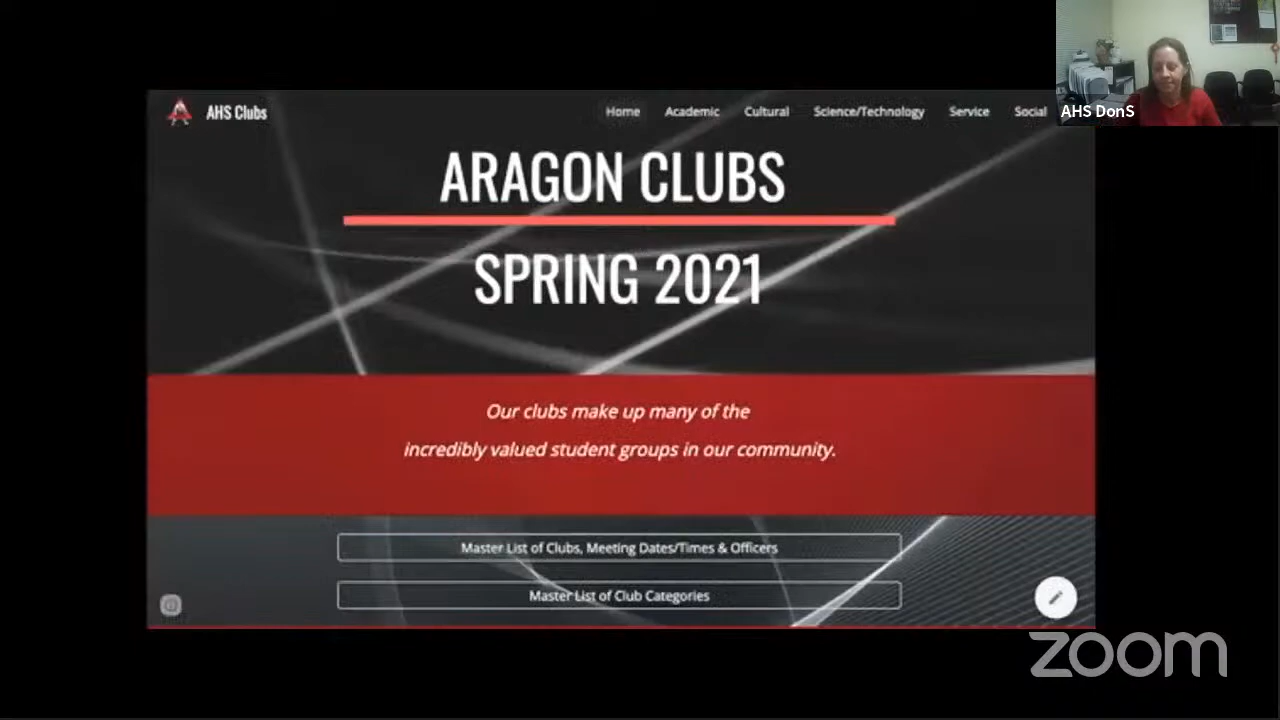 AHS Clubs
Home Academic Cultural Science/Technology Service Social
AHS DonS
ARAGON CLUBS
SPRING 2021
Our clubs make up many of the
incredibly valued student groups in our community.
Master List of Clubs, Meeting Dates/Times & Officers
Master List of Club Categories
zoom